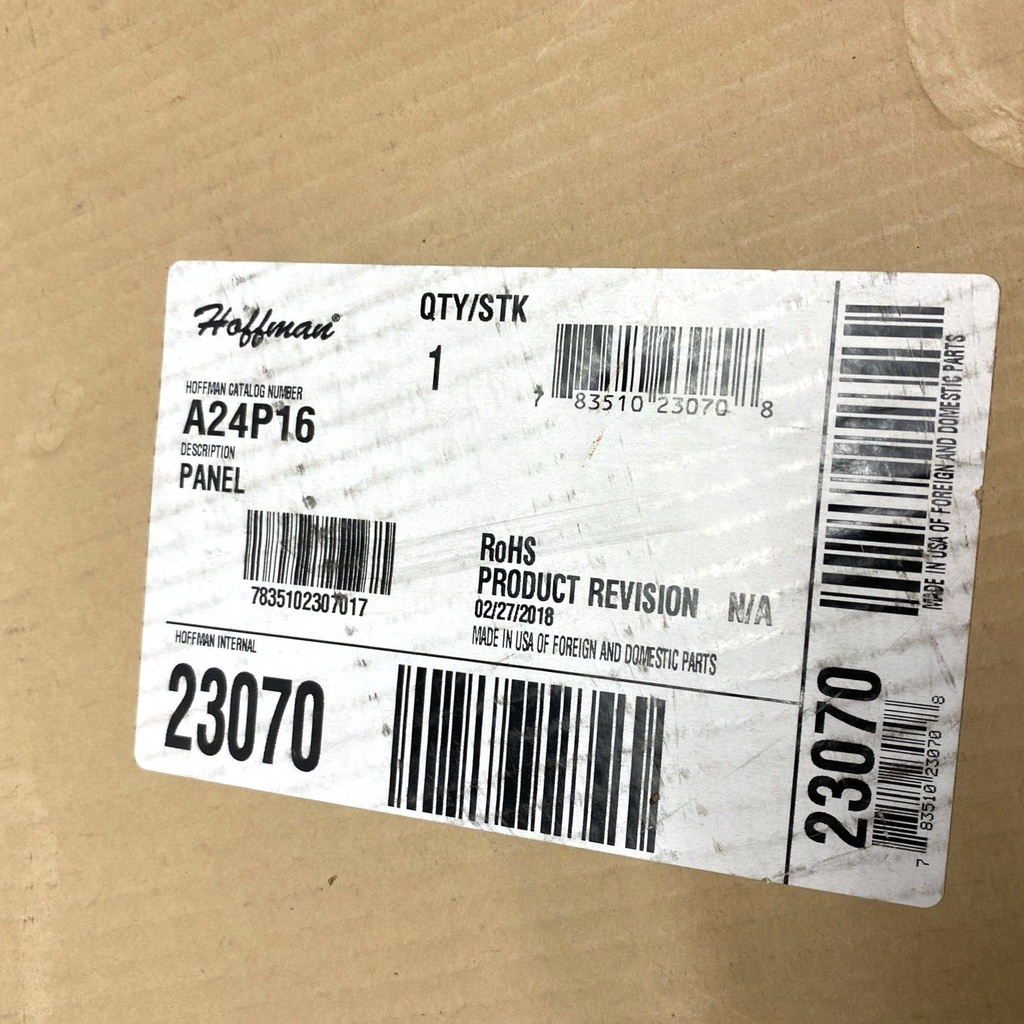 Hoffman®
QTY/STK
1
7 83510 23070 8
HOFFMAN CATALOG NUMBER
A24P16
DESCRIPTION
PANEL
7835102307017
RoHS
PRODUCT REVISION N/A
02/27/2018
MADE IN USA OF FOREIGN AND DOMESTIC PARTS
HOFFMAN INTERNAL
23070
MADE IN USA OF FOREIGN AND DOMESTIC PARTS
23070
7 83510 23070 8